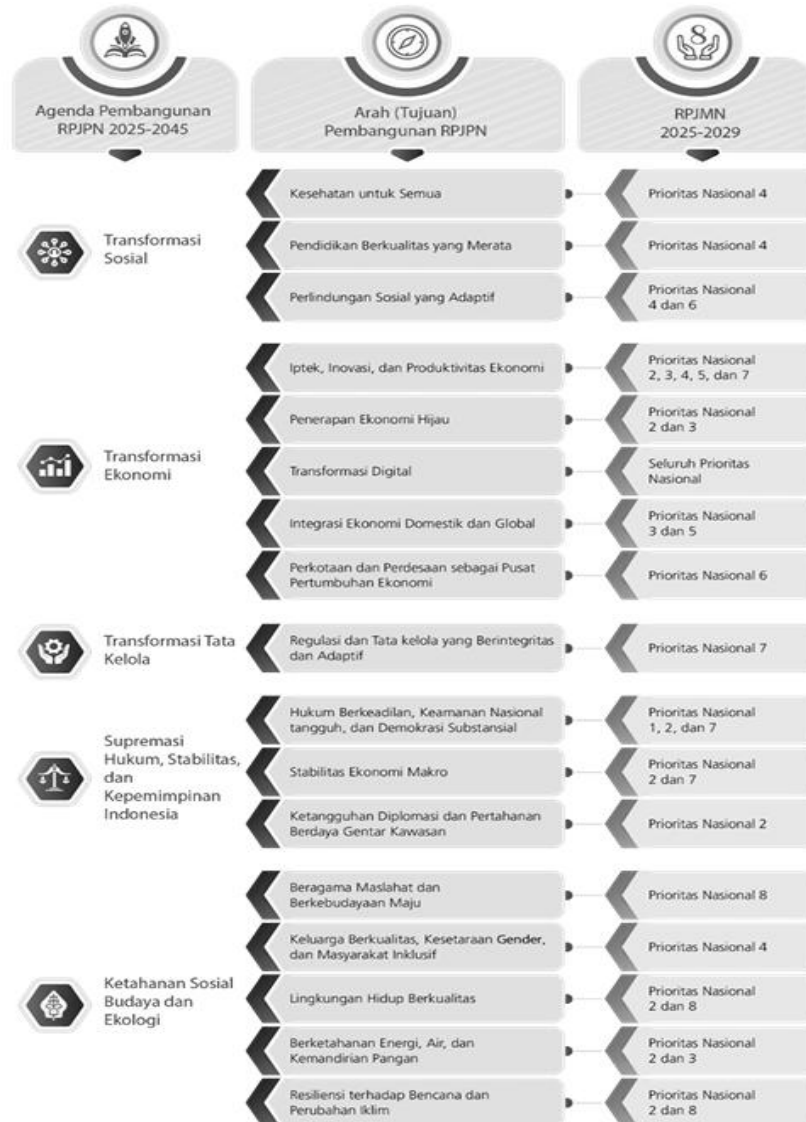 8
Agenda Pembangunan
RPJPN 2025-2045
Arah (Tujuan)
Pembangunan RPJPN
RPJMN
2025-2029
Transformasi
Sosial
Kesehatan untuk Semua
Prioritas Nasional 4
Pendidikan Berkualitas yang Merata
Prioritas Nasional 4
Perlindungan Sosial yang Adaptif
Prioritas Nasional
4 dan 6
Transformasi
Ekonomi
Iptek, Inovasi, dan Produktivitas Ekonomi
Prioritas Nasional
2, 3, 4, 5, dan 7
Penerapan Ekonomi Hijau
Prioritas Nasional
2 dan 3
Transformasi Digital
Seluruh Prioritas
Nasional
Integrasi Ekonomi Domestik dan Global
Prioritas Nasional
3 dan 5
Perkotaan dan Perdesaan sebagai Pusat
Pertumbuhan Ekonomi
Prioritas Nasional 6
Transformasi Tata
Kelola
Regulasi dan Tata kelola yang Berintegritas
dan Adaptif
Prioritas Nasional 7
Supremasi
Hukum, Stabilitas,
dan
Kepemimpinan
Indonesia
Hukum Berkeadilan, Keamanan Nasional
tangguh, dan Demokrasi Substansial
Prioritas Nasional
1, 2, dan 7
Stabilitas Ekonomi Makro
Prioritas Nasional
2 dan 7
Ketangguhan Diplomasi dan Pertahanan
Berdaya Gentar Kawasan
Prioritas Nasional 2
Ketahanan Sosial
Budaya dan
Ekologi
Beragama Maslahat dan
Berkebudayaan Maju
Prioritas Nasional 8
Keluarga Berkualitas, Kesetaraan Gender,
dan Masyarakat Inklusif
Prioritas Nasional 4
Lingkungan Hidup Berkualitas
Prioritas Nasional
2 dan 8
Berketahanan Energi, Air, dan
Kemandirian Pangan
Prioritas Nasional
2 dan 3
Resiliensi terhadap Bencana dan
Perubahan Iklim
Prioritas Nasional
2 dan 8